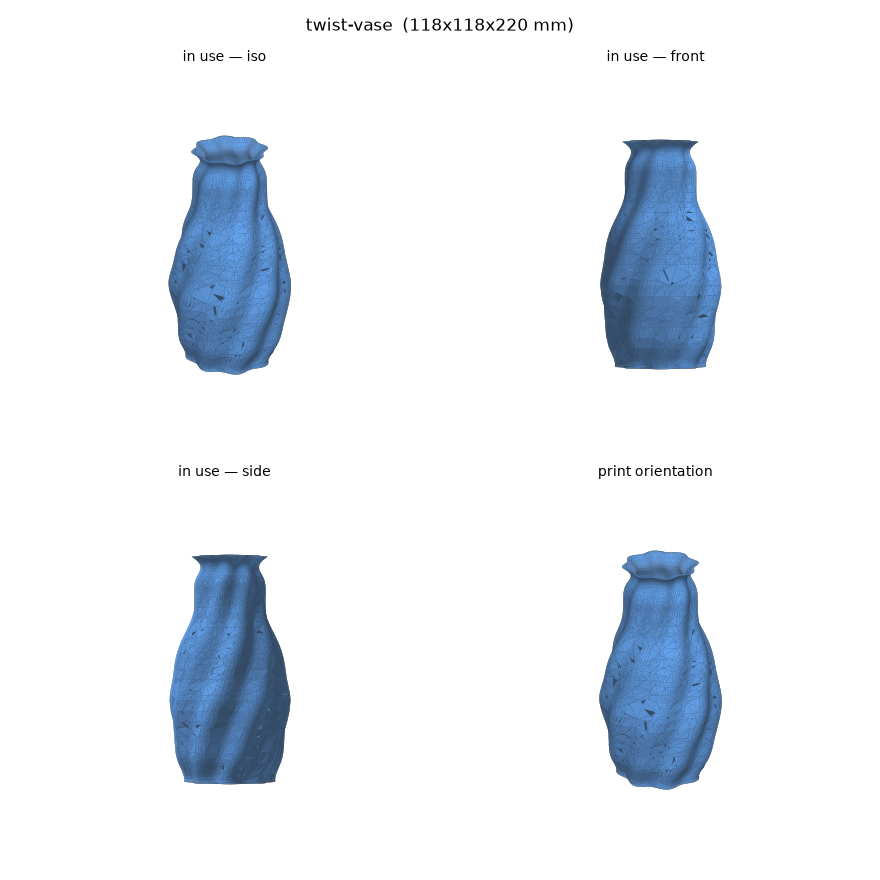 twist-vase (118x118x220 mm)
in use — iso
in use — front
in use — side
print orientation